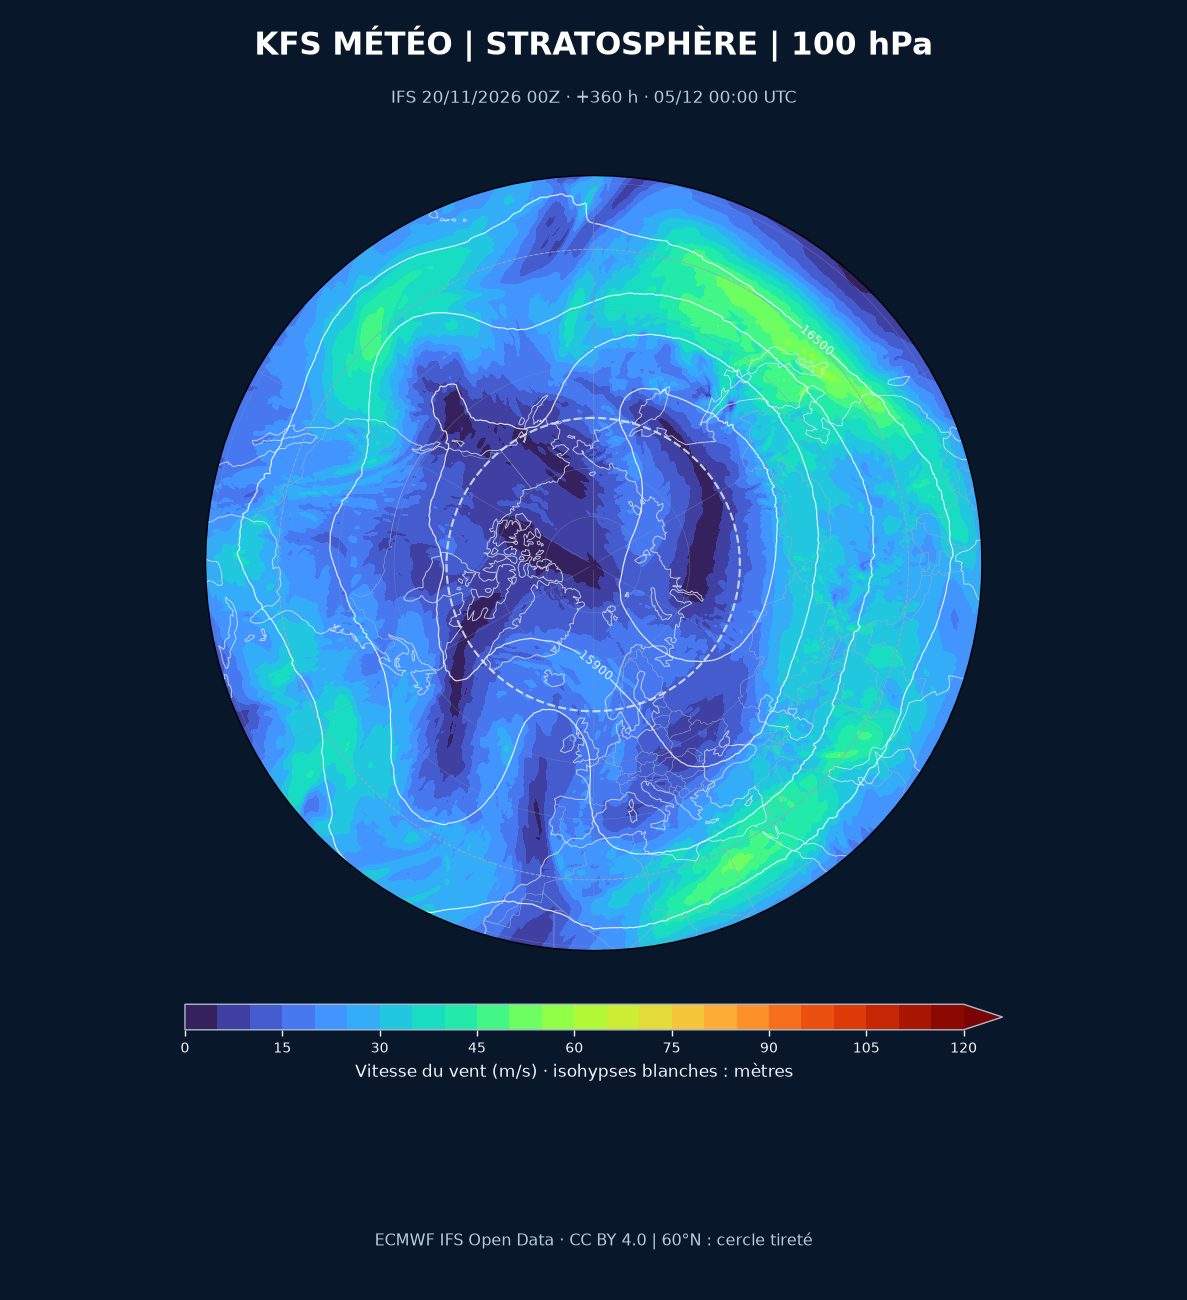 KFS MÉTÉO | STRATOSPHÈRE | 100 hPa
IFS 20/11/2026 00Z · +360 h · 05/12 00:00 UTC
16500
15900
0 15 30 45 60 75 90 105 120
Vitesse du vent (m/s) · isohypses blanches : mètres
ECMWF IFS Open Data · CC BY 4.0 | 60°N : cercle tireté